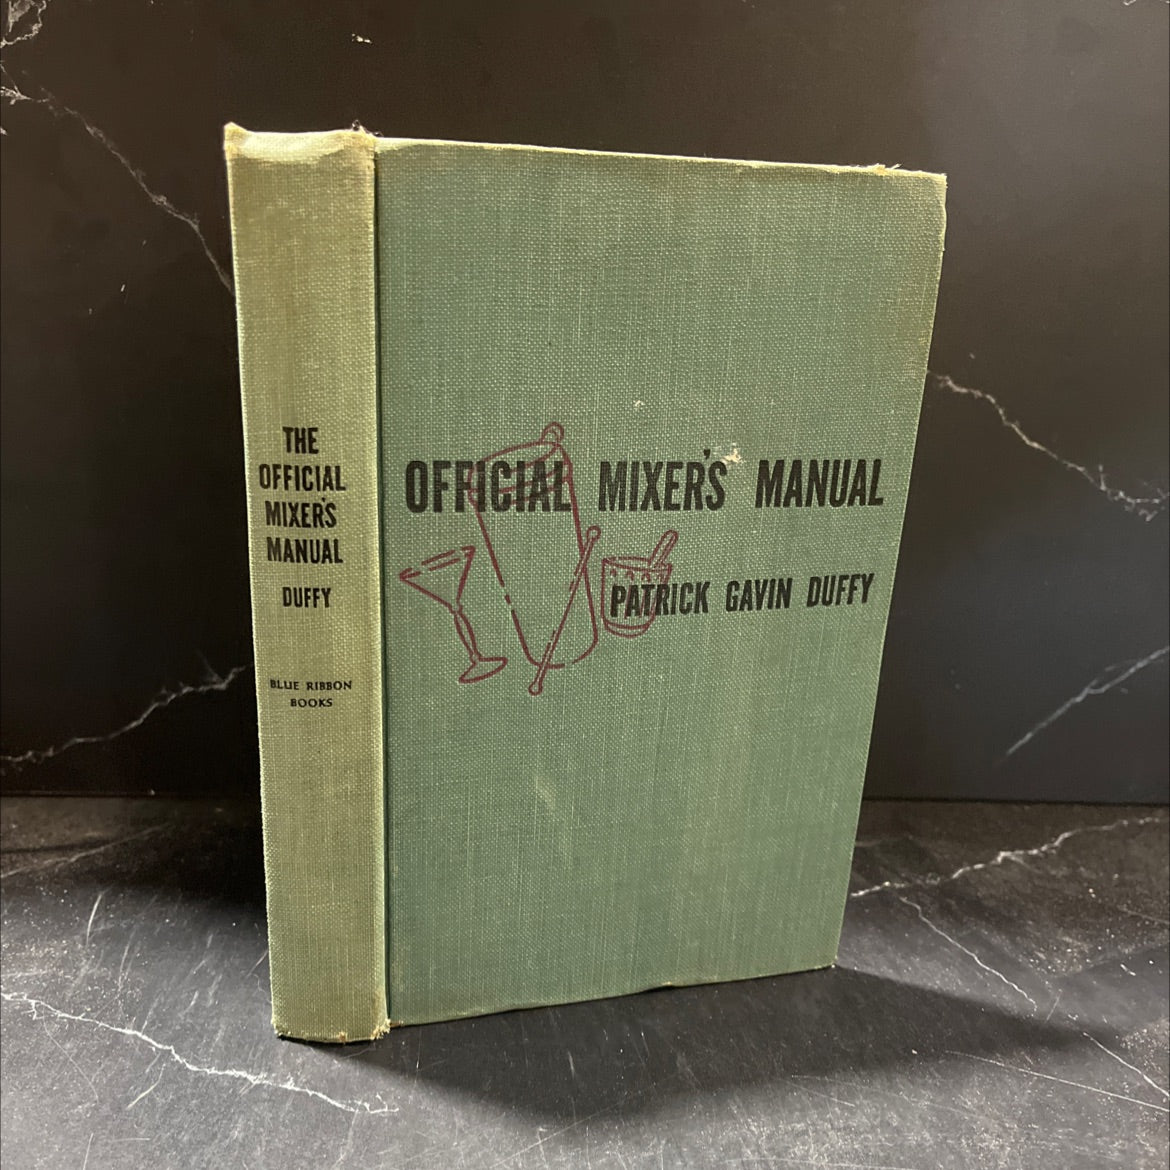 THE
OFFICIAL
MIXER'S
MANUAL
DUFFY
BLUE RIBBON
BOOKS
OFFICIAL MIXER'S MANUAL
PATRICK GAVIN DUFFY